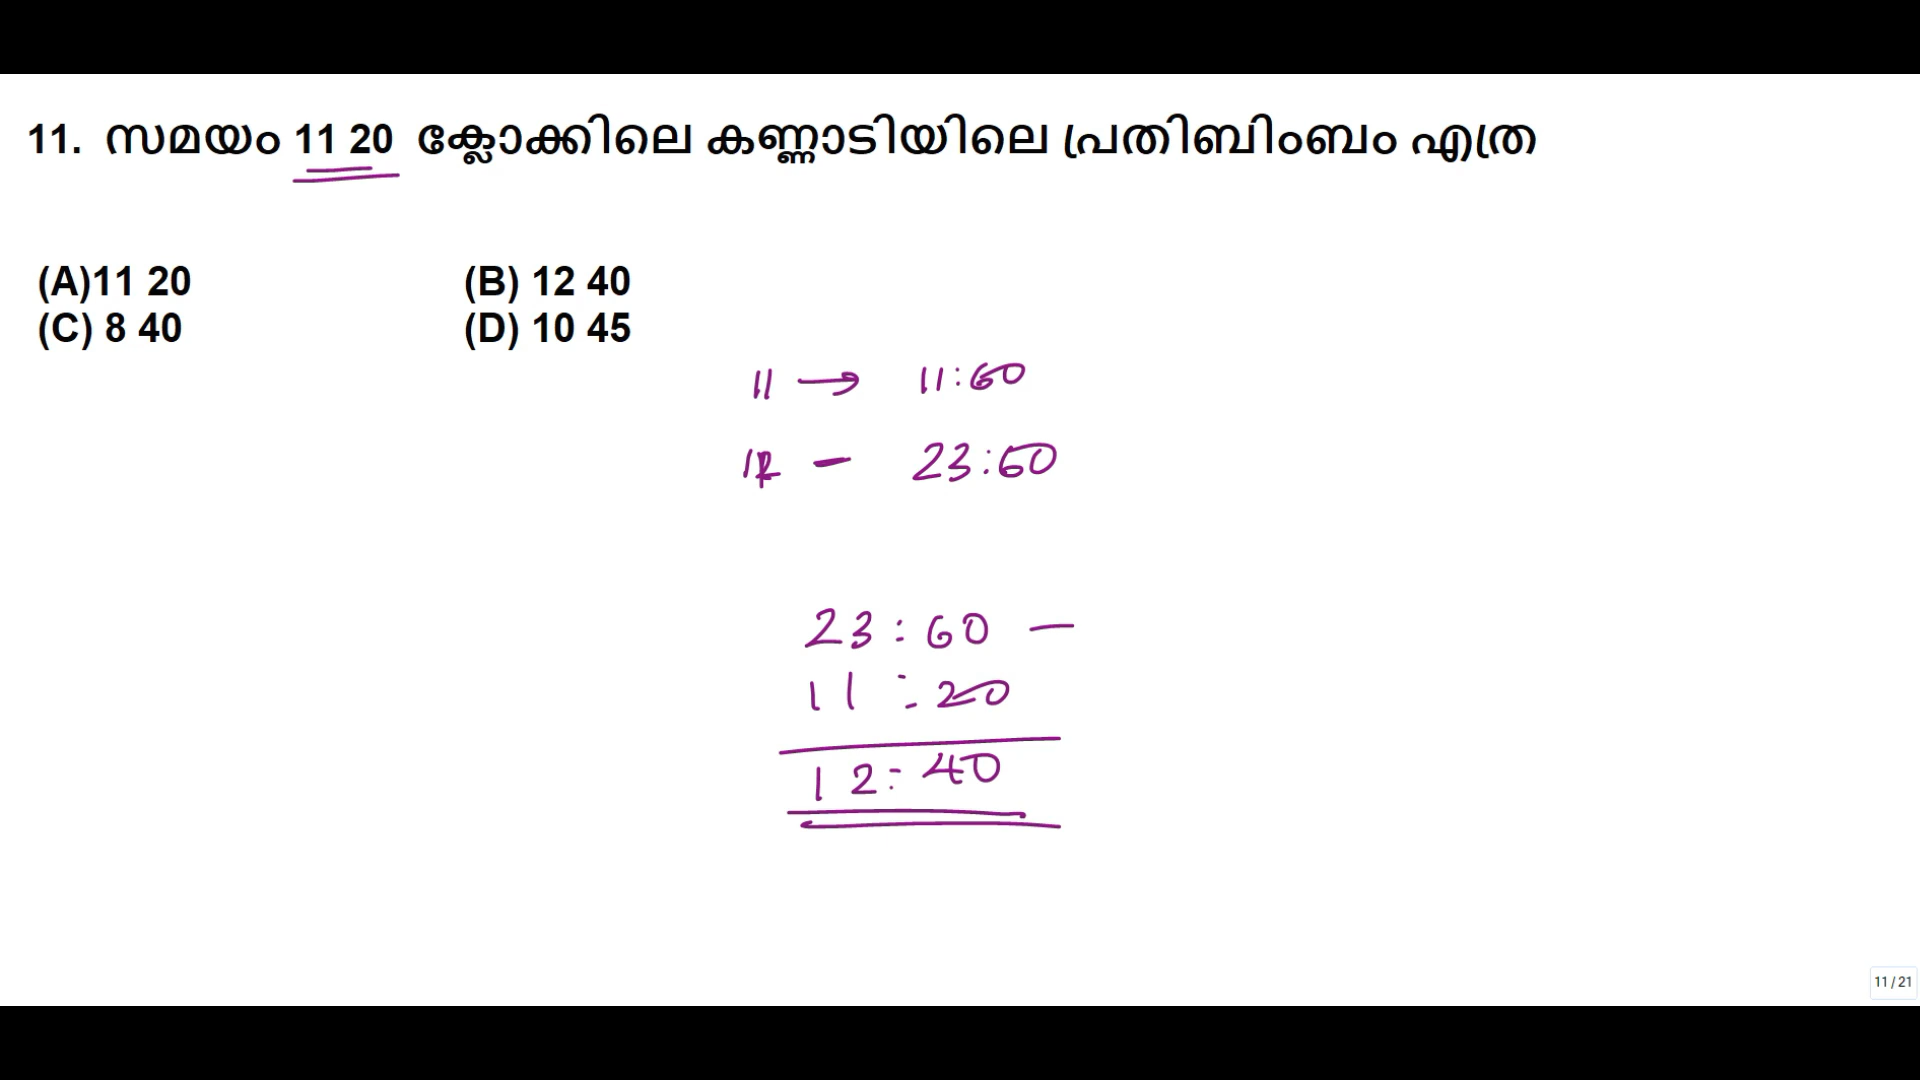 11. സമയം 11 20 ക്ലോക്കിലെ കണ്ണാടിയിലെ പ്രതിബിംബം എത്ര
(A)11 20 (B) 12 40
(C) 8 40 (D) 10 45
11 → 11:60
12 - 23:60
23:60 -
11:20
12:40
11 / 21